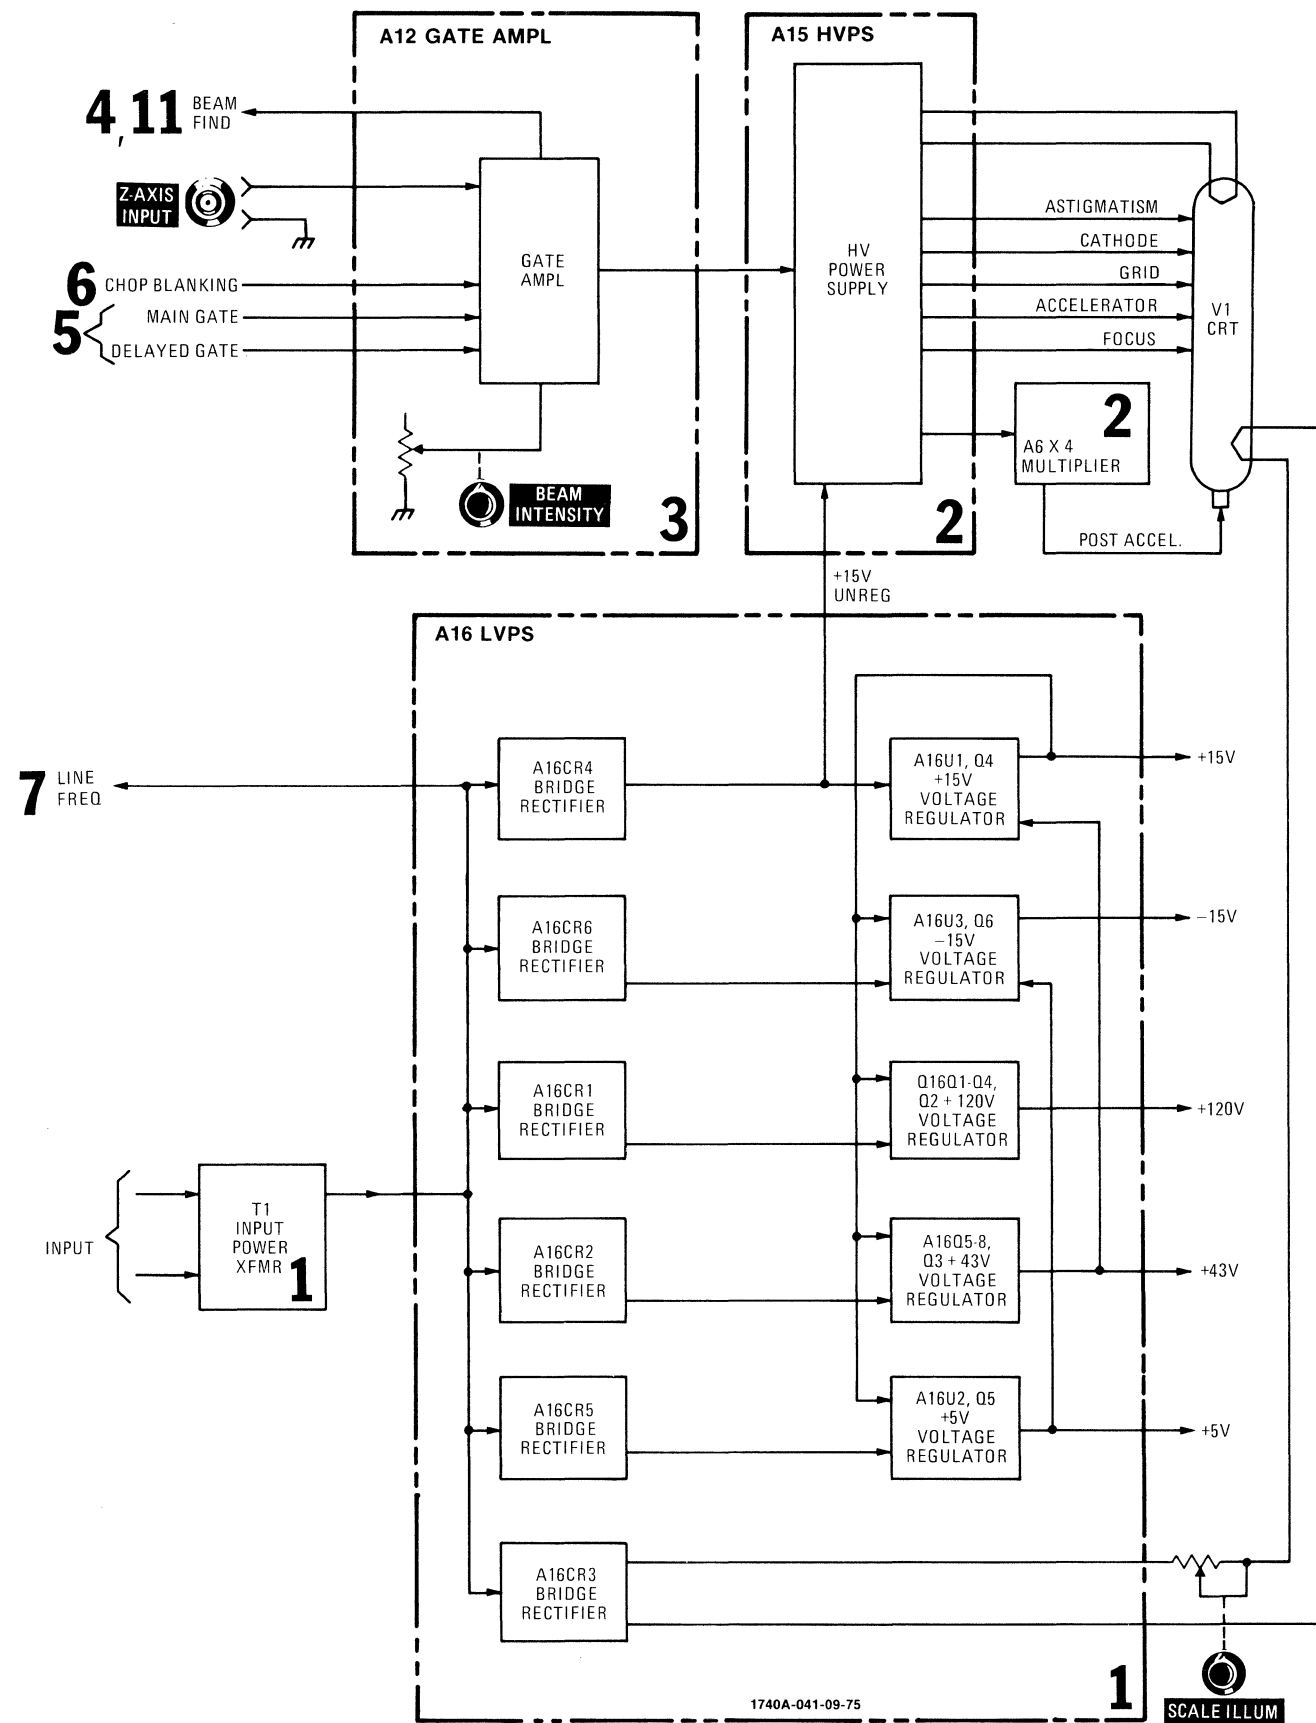 A12 GATE AMPL
A15 HVPS
4, 11
BEAM
FIND
Z-AXIS
INPUT
6 CHOP BLANKING
5
MAIN GATE
DELAYED GATE
GATE
AMPL
BEAM
INTENSITY
3
HV
POWER
SUPPLY
2
ASTIGMATISM
CATHODE
GRID
ACCELERATOR
FOCUS
V1
CRT
2
A6 X 4
MULTIPLIER
POST ACCEL.
+15V
UNREG
A16 LVPS
7
LINE
FREQ
A16CR4
BRIDGE
RECTIFIER
A16U1, Q4
+15V
VOLTAGE
REGULATOR
+15V
A16CR6
BRIDGE
RECTIFIER
A16U3, Q6
−15V
VOLTAGE
REGULATOR
−15V
A16CR1
BRIDGE
RECTIFIER
Q16Q1-Q4,
Q2 + 120V
VOLTAGE
REGULATOR
+120V
INPUT
T1
INPUT
POWER
XFMR
1
A16CR2
BRIDGE
RECTIFIER
A16Q5-8,
Q3 + 43V
VOLTAGE
REGULATOR
+43V
A16CR5
BRIDGE
RECTIFIER
A16U2, Q5
+5V
VOLTAGE
REGULATOR
+5V
A16CR3
BRIDGE
RECTIFIER
1740A-041-09-75
1
SCALE ILLUM